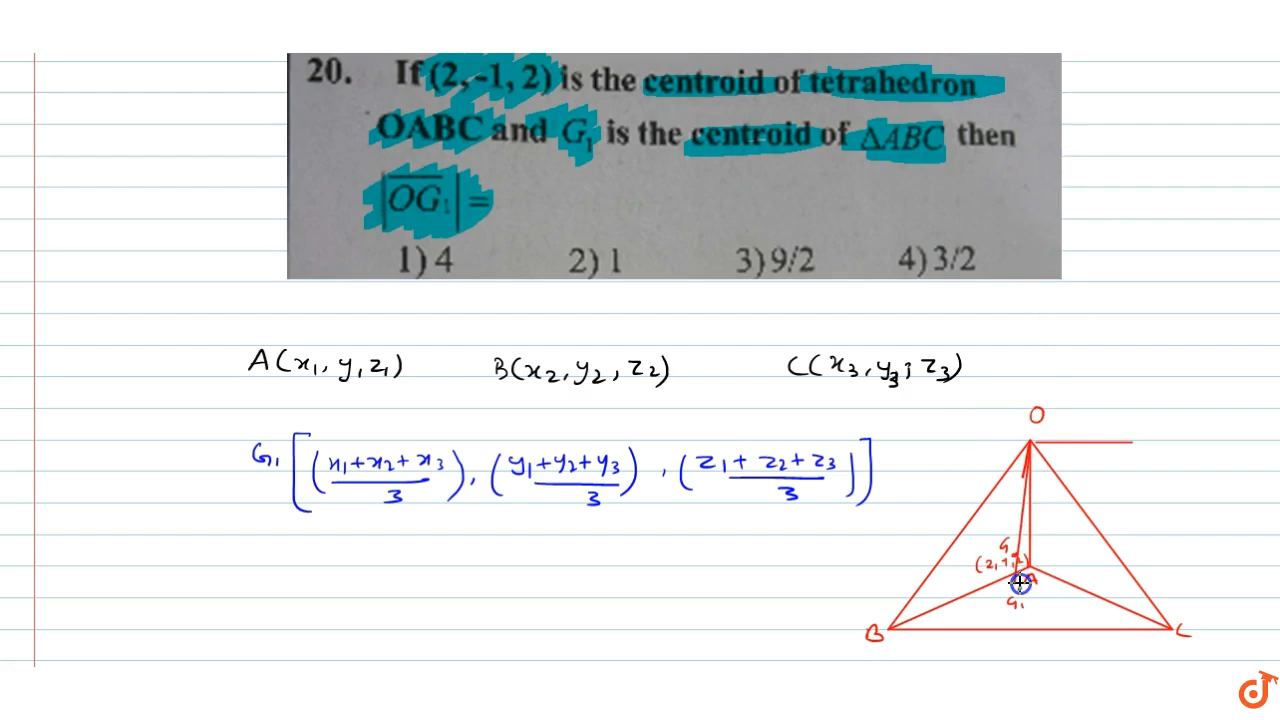 20. If (2,-1, 2) is the centroid of tetrahedron
OABC and G₁ is the centroid of ΔABC then
|OG₁| =
1) 4 2) 1 3) 9/2 4) 3/2
A(x₁, y₁z₁) B(x₂, y₂, z₂) C(x₃, y₃, z₃)
O
G₁ [(x₁+x₂+x₃/3), (y₁+y₂+y₃/3), (z₁+z₂+z₃/3)]
G
A
G₁
B C
d